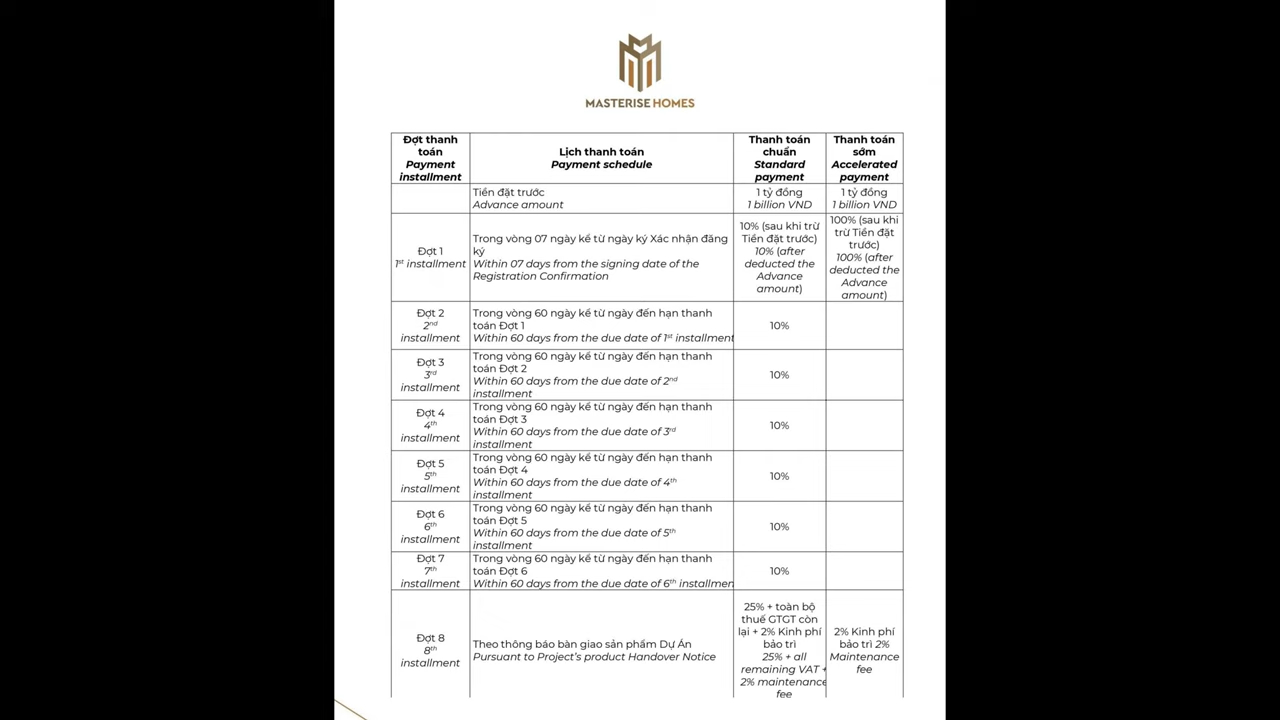 MASTERISE HOMES
Đợt thanh
toán
Payment
installment
Lịch thanh toán
Payment schedule
Thanh toán
chuẩn
Standard
payment
Thanh toán
sớm
Accelerated
payment
Tiền đặt trước
Advance amount
1 tỷ đồng
1 billion VND
1 tỷ đồng
1 billion VND
Đợt 1
1st installment
Trong vòng 07 ngày kể từ ngày ký Xác nhận đăng
ký
Within 07 days from the signing date of the
Registration Confirmation
10% (sau khi trừ
Tiền đặt trước)
10% (after
deducted the
Advance
amount)
100% (sau khi
trừ Tiền đặt
trước)
100% (after
deducted the
Advance
amount)
Đợt 2
2nd
installment
Trong vòng 60 ngày kể từ ngày đến hạn thanh
toán Đợt 1
Within 60 days from the due date of 1st installment
10%
Đợt 3
3rd
installment
Trong vòng 60 ngày kể từ ngày đến hạn thanh
toán Đợt 2
Within 60 days from the due date of 2nd
installment
10%
Đợt 4
4th
installment
Trong vòng 60 ngày kể từ ngày đến hạn thanh
toán Đợt 3
Within 60 days from the due date of 3rd
installment
10%
Đợt 5
5th
installment
Trong vòng 60 ngày kể từ ngày đến hạn thanh
toán Đợt 4
Within 60 days from the due date of 4th
installment
10%
Đợt 6
6th
installment
Trong vòng 60 ngày kể từ ngày đến hạn thanh
toán Đợt 5
Within 60 days from the due date of 5th
installment
10%
Đợt 7
7th
installment
Trong vòng 60 ngày kể từ ngày đến hạn thanh
toán Đợt 6
Within 60 days from the due date of 6th installmen
10%
Đợt 8
8th
installment
Theo thông báo bàn giao sản phẩm Dự Án
Pursuant to Project's product Handover Notice
25% + toàn bộ
thuế GTGT còn
lại + 2% Kinh phí
bảo trì
25% + all
remaining VAT +
2% maintenance
fee
2% Kinh phí
bảo trì 2%
Maintenance
fee